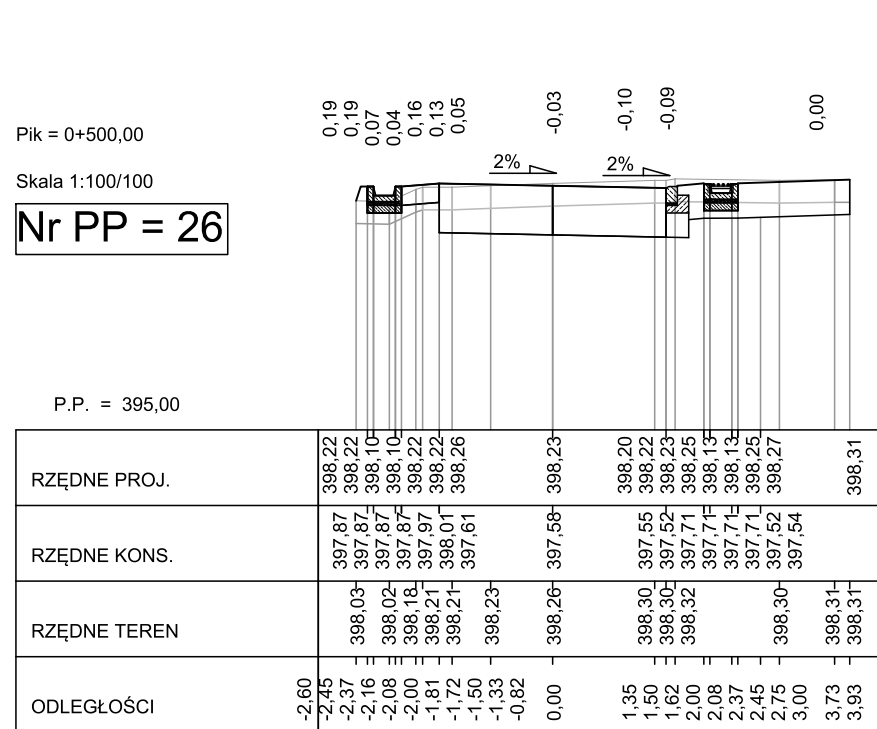 0,19 0,19 0,07 0,04 0,16 0,13 0,05 -0,03 -0,10 -0,09 0,00
Pik = 0+500,00
2% 2%
Skala 1:100/100
Nr PP = 26
P.P. = 395,00
RZĘDNE PROJ. 398,22 398,22 398,10 398,10 398,22 398,22 398,26 398,23 398,20 398,22 398,23 398,25 398,13 398,13 398,25 398,27 398,31
RZĘDNE KONS. 397,87 397,87 397,87 397,87 397,97 398,01 397,61 397,58 397,55 397,52 397,71 397,71 397,71 397,71 397,52 397,54
RZĘDNE TEREN 398,03 398,02 398,18 398,21 398,21 398,23 398,26 398,30 398,30 398,32 398,30 398,31 398,31
ODLEGŁOŚCI -2,60 -2,45 -2,37 -2,16 -2,08 -2,00 -1,81 -1,72 -1,50 -1,33 -0,82 0,00 1,35 1,50 1,62 2,00 2,08 2,37 2,45 2,75 3,00 3,73 3,93